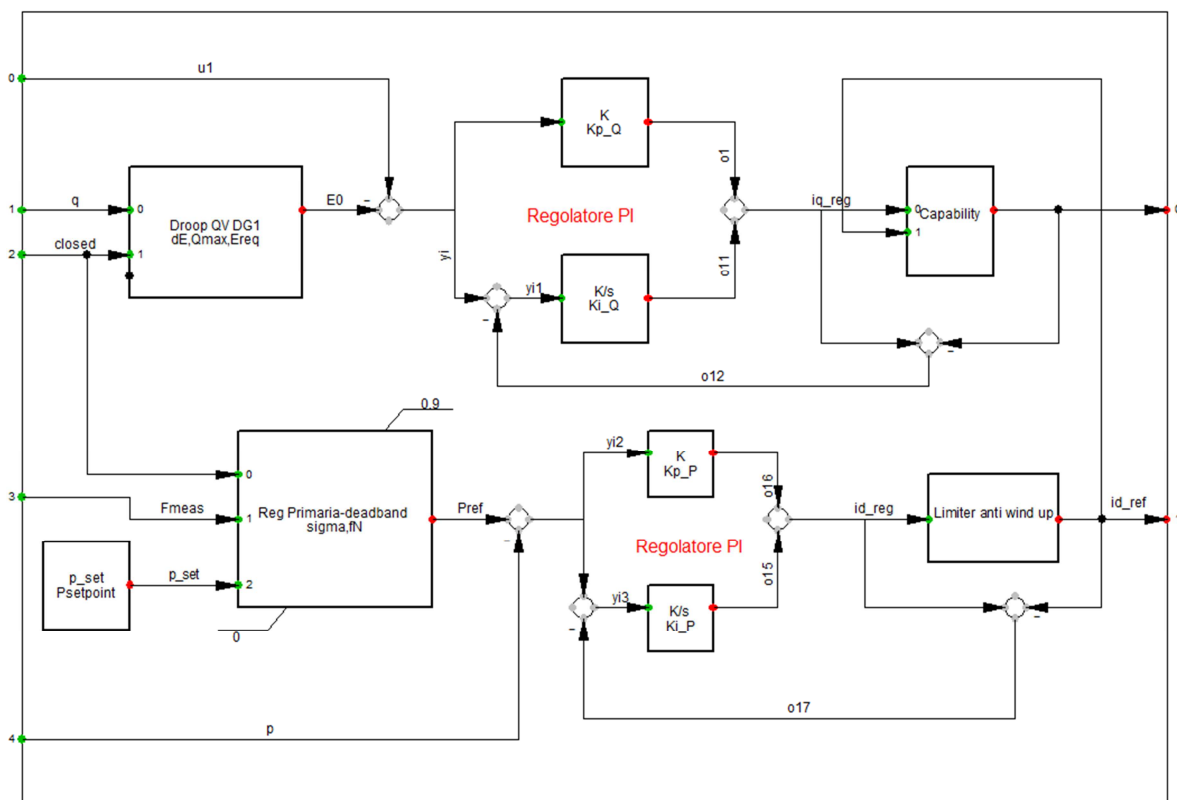 0
u1
K
Kp_Q
o1
1
q
0
Droop QV DG1
dE,Qmax,Ereq
E0
-
Regolatore PI
iq_reg
0
Capability
1
0
2
closed
1
yi
o11
-
yi1
K/s
Ki_Q
-
o12
0.9
yi2
K
Kp_P
o16
0
3
Fmeas
1
Reg Primaria-deadband
sigma,fN
Pref
-
Regolatore PI
id_reg
Limiter anti wind up
id_ref
p_set
Psetpoint
p_set
2
0
-
yi3
K/s
Ki_P
o15
-
o17
4
p